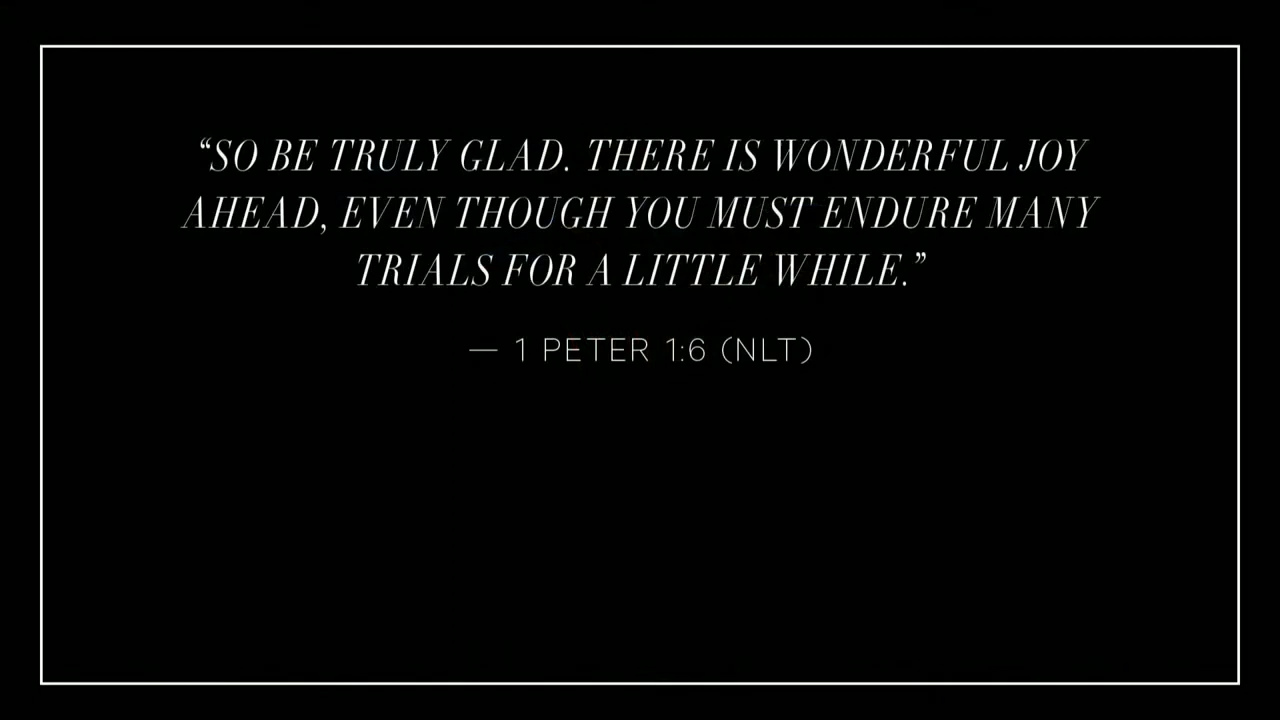 “SO BE TRULY GLAD. THERE IS WONDERFUL JOY
AHEAD, EVEN THOUGH YOU MUST ENDURE MANY
TRIALS FOR A LITTLE WHILE.”
— 1 PETER 1:6 (NLT)